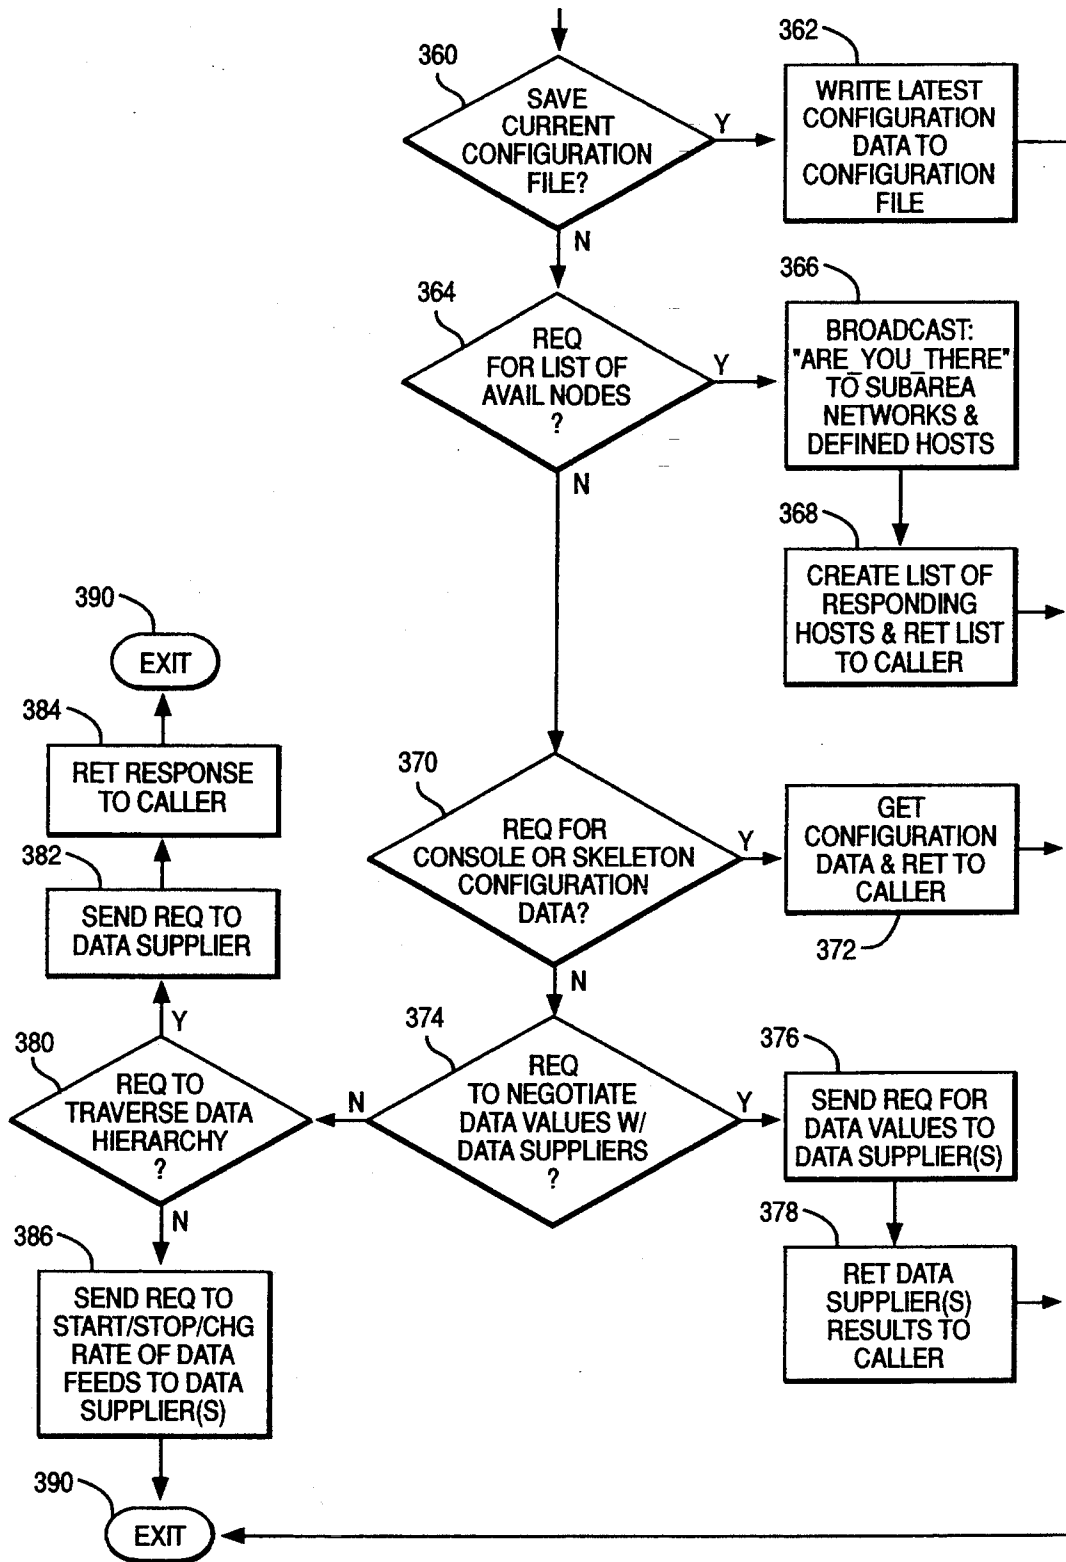 360
SAVE
CURRENT
CONFIGURATION
FILE?
Y
N
362
WRITE LATEST
CONFIGURATION
DATA TO
CONFIGURATION
FILE
364
REQ
FOR LIST OF
AVAIL NODES
?
Y
N
366
BROADCAST:
"ARE_YOU_THERE"
TO SUBAREA
NETWORKS &
DEFINED HOSTS
368
CREATE LIST OF
RESPONDING
HOSTS & RET LIST
TO CALLER
390
EXIT
384
RET RESPONSE
TO CALLER
382
SEND REQ TO
DATA SUPPLIER
370
REQ FOR
CONSOLE OR SKELETON
CONFIGURATION
DATA?
Y
N
GET
CONFIGURATION
DATA & RET TO
CALLER
372
374
REQ
TO NEGOTIATE
DATA VALUES W/
DATA SUPPLIERS
?
Y
N
376
SEND REQ FOR
DATA VALUES TO
DATA SUPPLIER(S)
378
RET DATA
SUPPLIER(S)
RESULTS TO
CALLER
380
REQ TO
TRAVERSE DATA
HIERARCHY
?
Y
N
386
SEND REQ TO
START/STOP/CHG
RATE OF DATA
FEEDS TO DATA
SUPPLIER(S)
390
EXIT